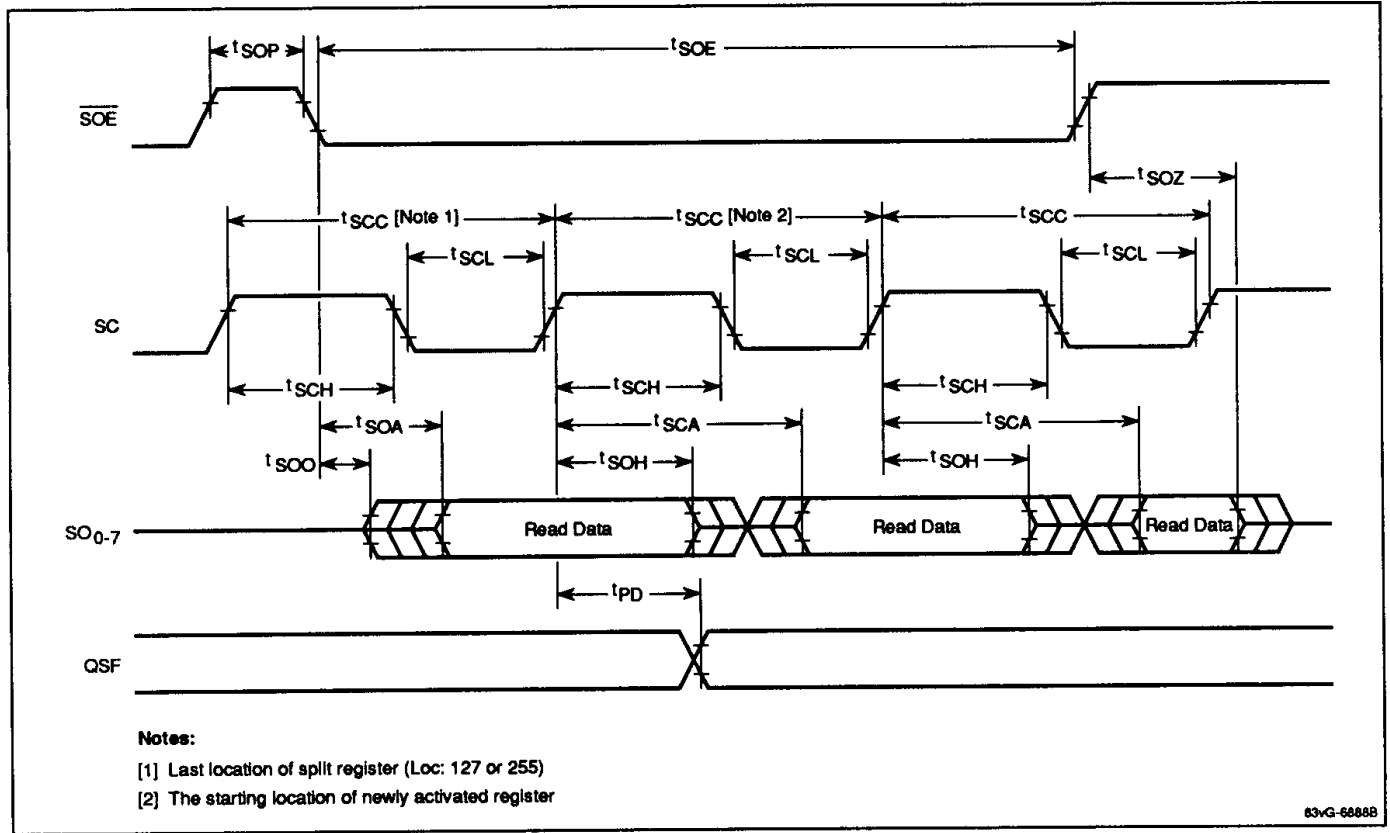 tSOP
tSOE
SOE
tSOZ
tSCC [Note 1]
tSCC [Note 2]
tSCC
tSCL
tSCL
tSCL
SC
tSCH
tSCH
tSCH
tSOA
tSCA
tSCA
tSOO
tSOH
tSOH
SO0-7
Read Data
Read Data
Read Data
tPD
QSF
Notes:
[1] Last location of split register (Loc: 127 or 255)
[2] The starting location of newly activated register
83vG-6888B